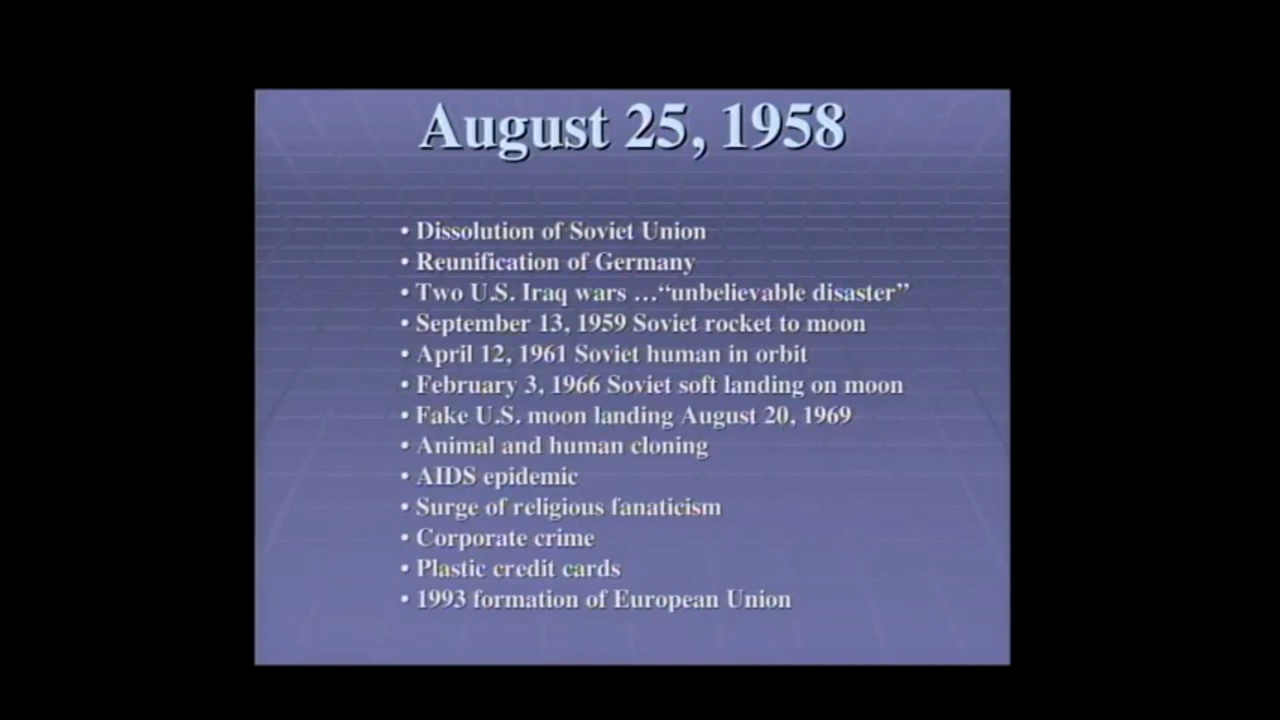 August 25, 1958
• Dissolution of Soviet Union
• Reunification of Germany
• Two U.S. Iraq wars …“unbelievable disaster”
• September 13, 1959 Soviet rocket to moon
• April 12, 1961 Soviet human in orbit
• February 3, 1966 Soviet soft landing on moon
• Fake U.S. moon landing August 20, 1969
• Animal and human cloning
• AIDS epidemic
• Surge of religious fanaticism
• Corporate crime
• Plastic credit cards
• 1993 formation of European Union